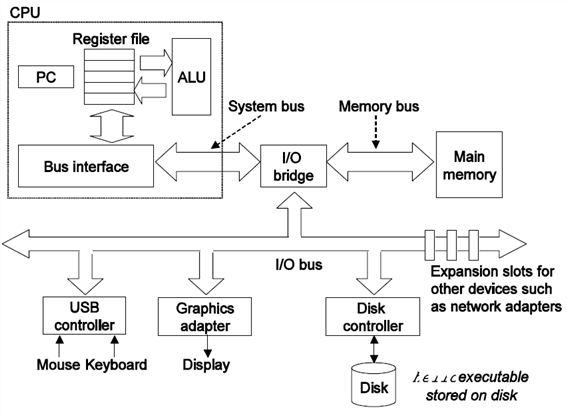 CPU
Register file
PC
ALU
System bus
Memory bus
Bus interface
I/O
bridge
Main
memory
I/O bus
Expansion slots for
other devices such
as network adapters
USB
controller
Graphics
adapter
Disk
controller
Mouse Keyboard
Display
Disk
executable
stored on disk